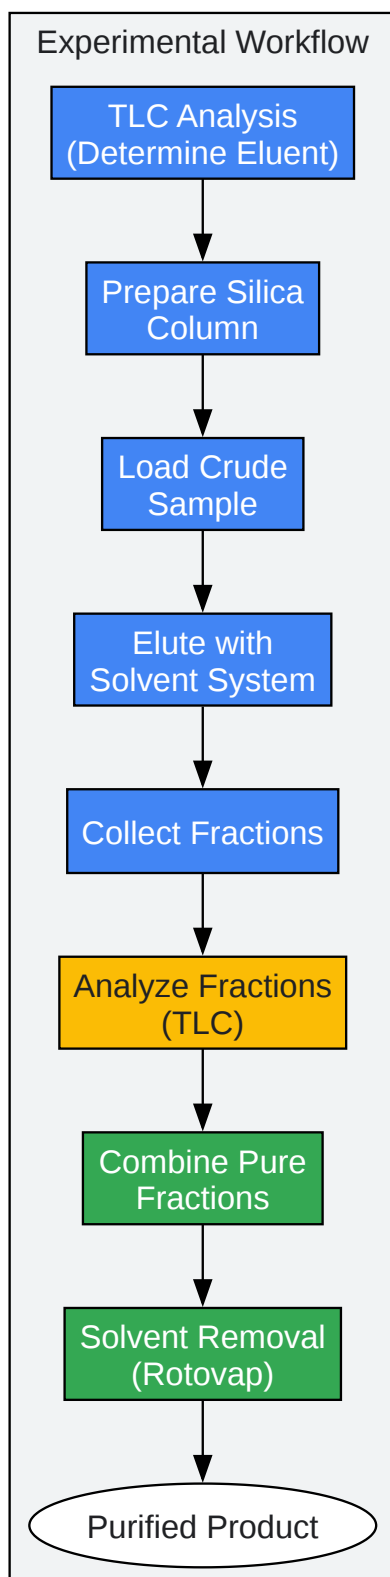 Experimental Workflow
TLC Analysis
(Determine Eluent)
Prepare Silica
Column
Load Crude
Sample
Elute with
Solvent System
Collect Fractions
Analyze Fractions
(TLC)
Combine Pure
Fractions
Solvent Removal
(Rotovap)
Purified Product